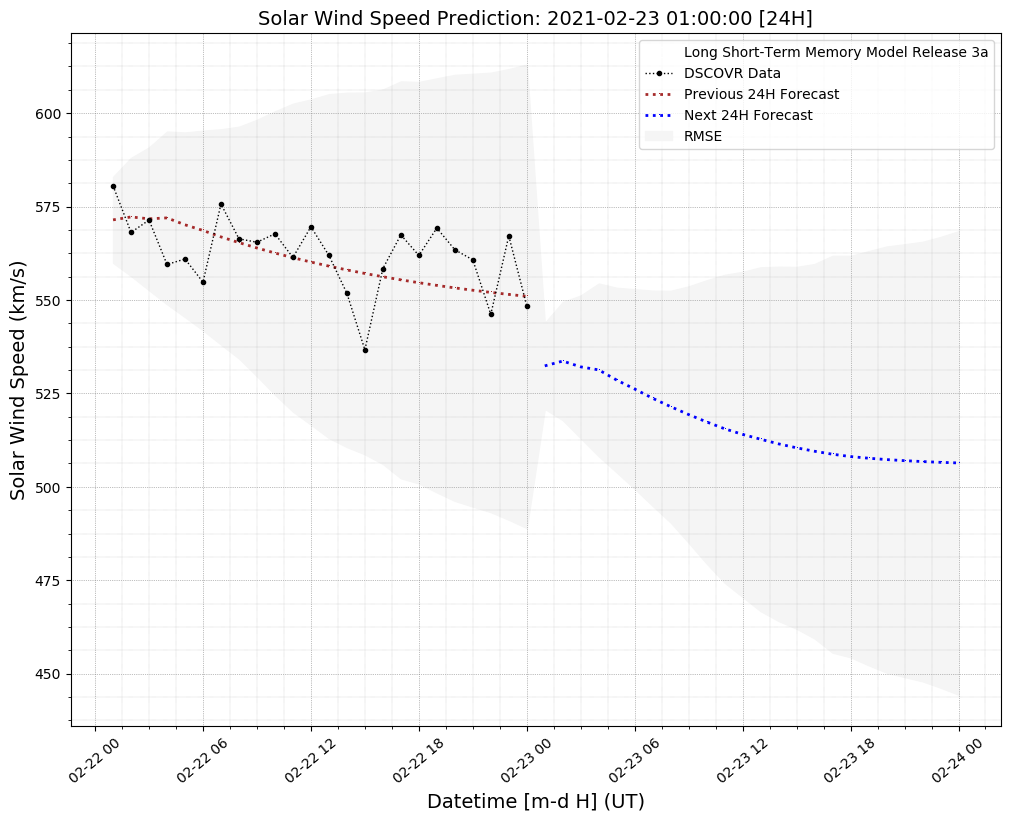 Solar Wind Speed Prediction: 2021-02-23 01:00:00 [24H]
Long Short-Term Memory Model Release 3a
DSCOVR Data
Previous 24H Forecast
Next 24H Forecast
RMSE
Solar Wind Speed (km/s)
600
575
550
525
500
475
450
02-22 00
02-22 06
02-22 12
02-22 18
02-23 00
02-23 06
02-23 12
02-23 18
02-24 00
Datetime [m-d H] (UT)